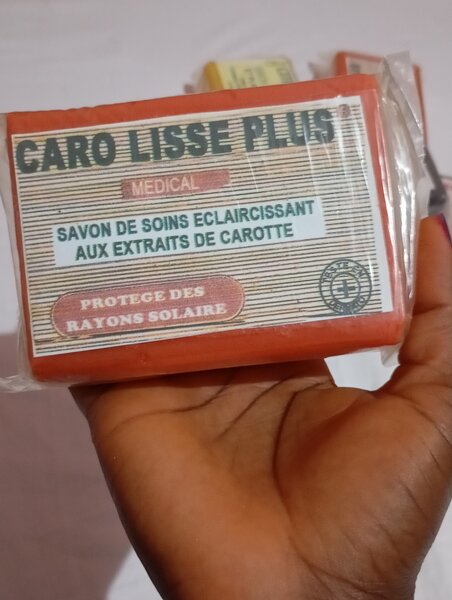 CARO LISSE PLUS
MEDICAL
SAVON DE SOINS ECLAIRCISSANT
AUX EXTRAITS DE CAROTTE
PROTEGE DES
RAYONS SOLAIRE